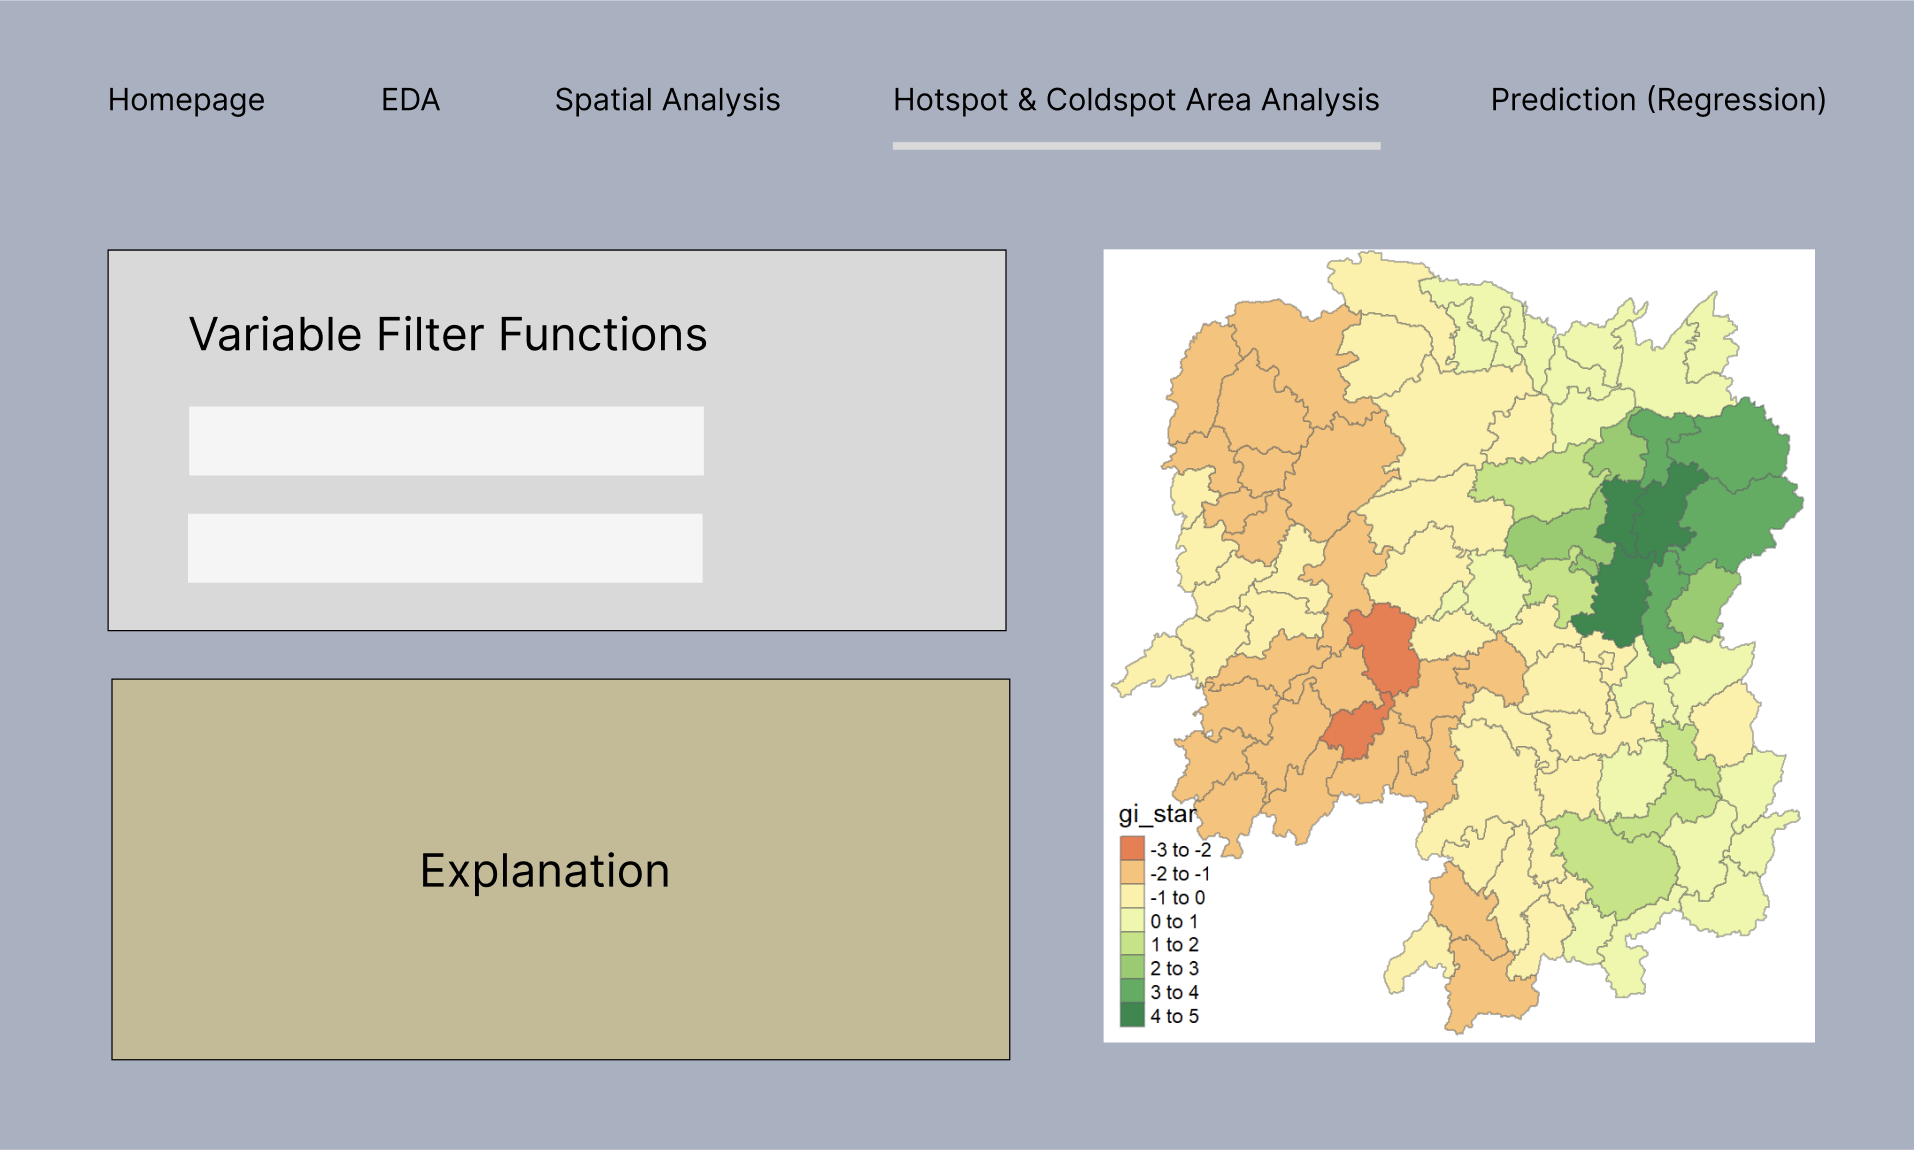 Homepage
EDA
Spatial Analysis
Hotspot & Coldspot Area Analysis
Prediction (Regression)
Variable Filter Functions
Explanation
gi_star
-3 to -2
-2 to -1
-1 to 0
0 to 1
1 to 2
2 to 3
3 to 4
4 to 5